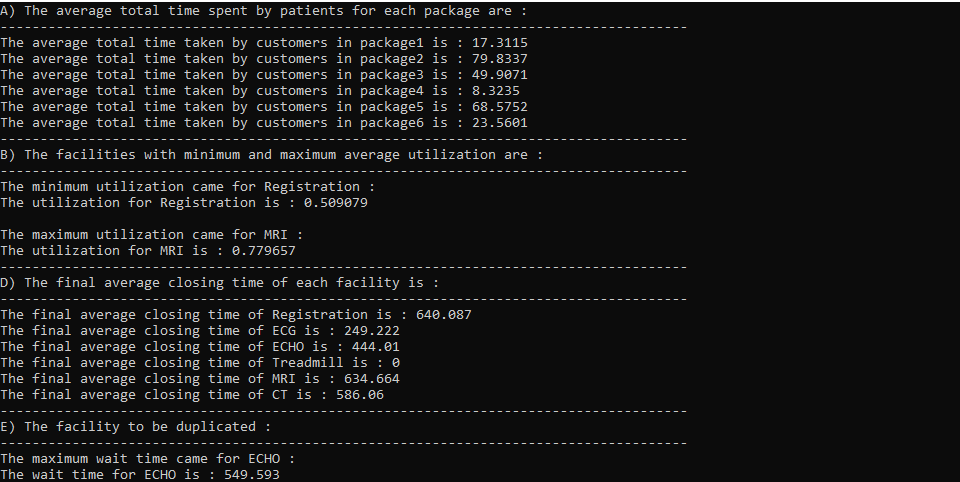 A) The average total time spent by patients for each package are :
--------------------------------------------------------------------------------------
The average total time taken by customers in package1 is : 17.3115
The average total time taken by customers in package2 is : 79.8337
The average total time taken by customers in package3 is : 49.9071
The average total time taken by customers in package4 is : 8.3235
The average total time taken by customers in package5 is : 68.5752
The average total time taken by customers in package6 is : 23.5601
--------------------------------------------------------------------------------------
B) The facilities with minimum and maximum average utilization are :
--------------------------------------------------------------------------------------
The minimum utilization came for Registration :
The utilization for Registration is : 0.509079

The maximum utilization came for MRI :
The utilization for MRI is : 0.779657
--------------------------------------------------------------------------------------
D) The final average closing time of each facility is :
--------------------------------------------------------------------------------------
The final average closing time of Registration is : 640.087
The final average closing time of ECG is : 249.222
The final average closing time of ECHO is : 444.01
The final average closing time of Treadmill is : 0
The final average closing time of MRI is : 634.664
The final average closing time of CT is : 586.06
--------------------------------------------------------------------------------------
E) The facility to be duplicated :
--------------------------------------------------------------------------------------
The maximum wait time came for ECHO :
The wait time for ECHO is : 549.593